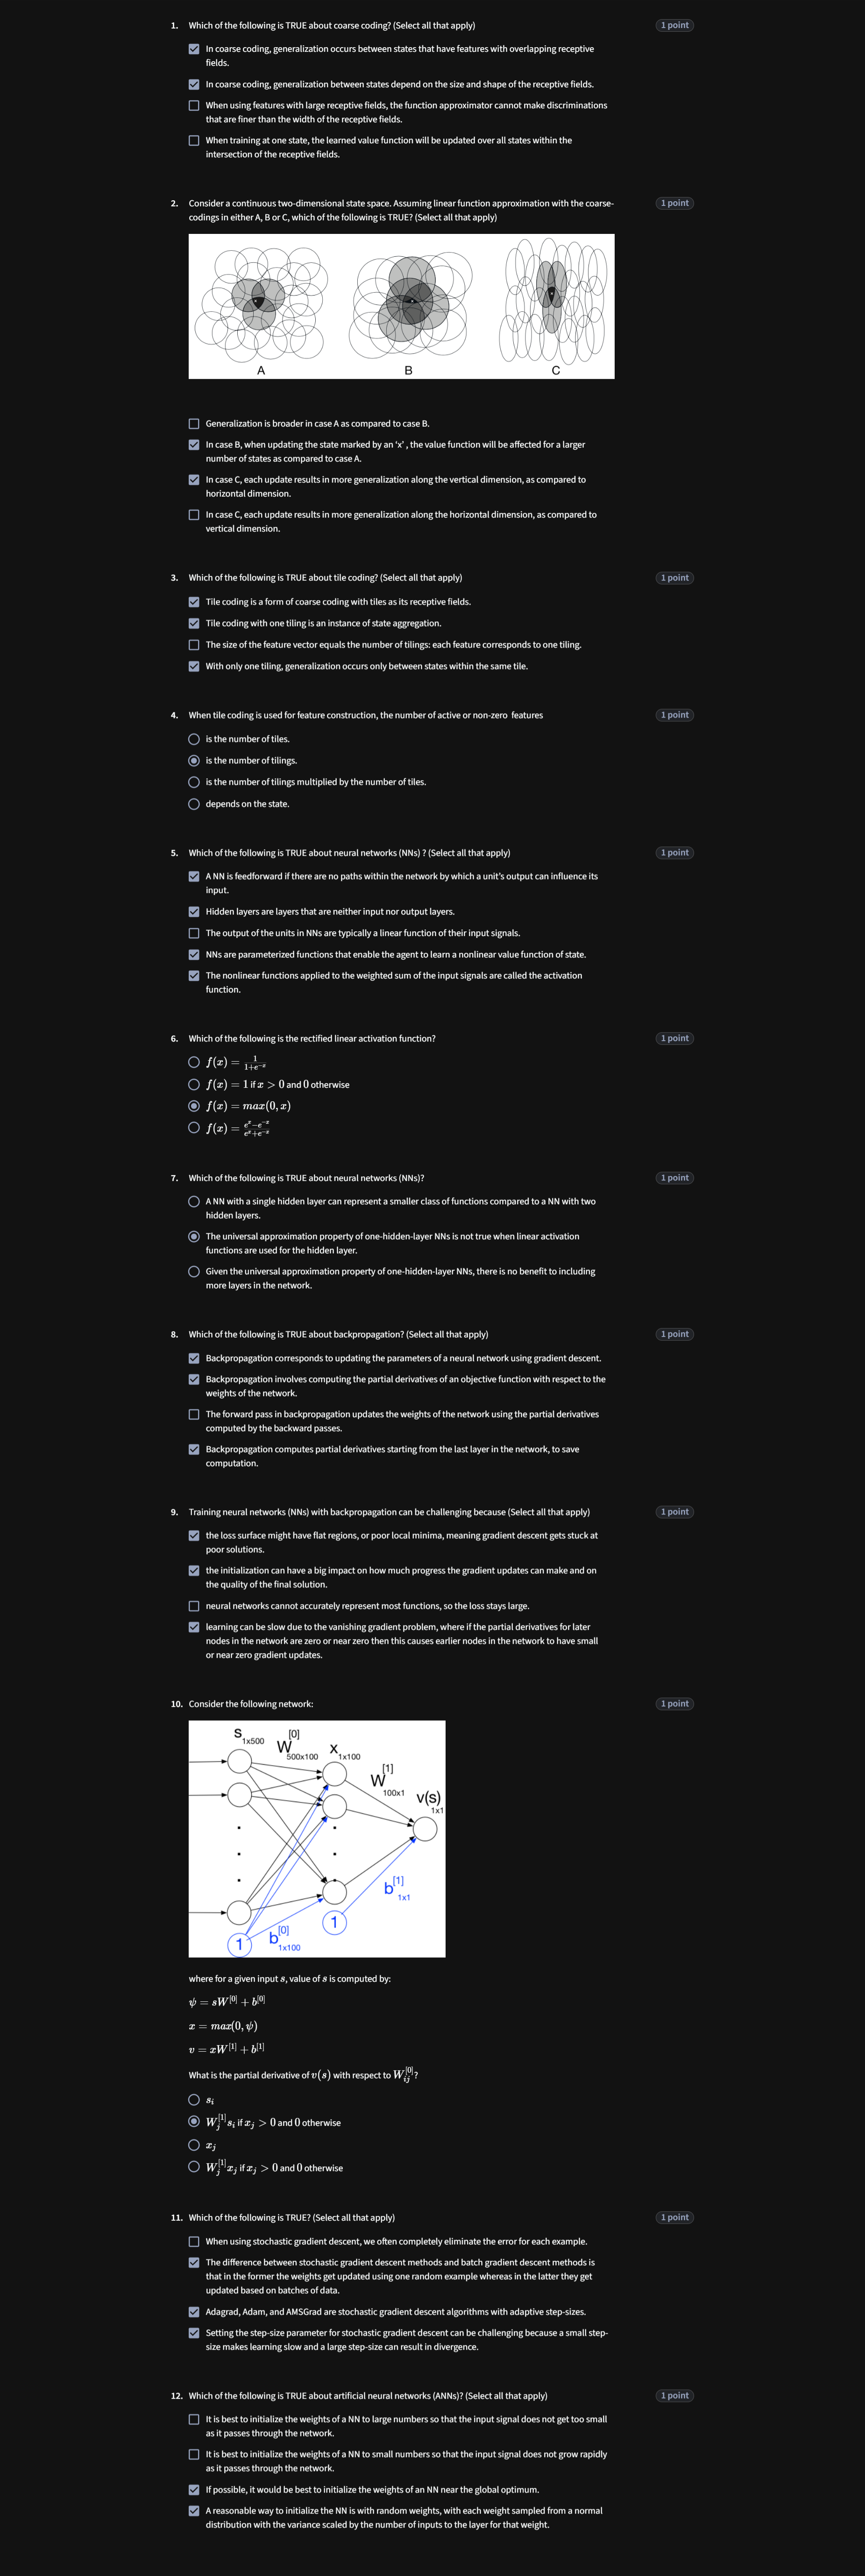 1. Which of the following is TRUE about coarse coding? (Select all that apply) 1 point
In coarse coding, generalization occurs between states that have features with overlapping receptive
fields.
In coarse coding, generalization between states depend on the size and shape of the receptive fields.
When using features with large receptive fields, the function approximator cannot make discriminations
that are finer than the width of the receptive fields.
When training at one state, the learned value function will be updated over all states within the
intersection of the receptive fields.
2. Consider a continuous two-dimensional state space. Assuming linear function approximation with the coarse- 1 point
codings in either A, B or C, which of the following is TRUE? (Select all that apply)
A B C
Generalization is broader in case A as compared to case B.
In case B, when updating the state marked by an ‘x’ , the value function will be affected for a larger
number of states as compared to case A.
In case C, each update results in more generalization along the vertical dimension, as compared to
horizontal dimension.
In case C, each update results in more generalization along the horizontal dimension, as compared to
vertical dimension.
3. Which of the following is TRUE about tile coding? (Select all that apply) 1 point
Tile coding is a form of coarse coding with tiles as its receptive fields.
Tile coding with one tiling is an instance of state aggregation.
The size of the feature vector equals the number of tilings: each feature corresponds to one tiling.
With only one tiling, generalization occurs only between states within the same tile.
4. When tile coding is used for feature construction, the number of active or non-zero features 1 point
is the number of tiles.
is the number of tilings.
is the number of tilings multiplied by the number of tiles.
depends on the state.
5. Which of the following is TRUE about neural networks (NNs) ? (Select all that apply) 1 point
A NN is feedforward if there are no paths within the network by which a unit’s output can influence its
input.
Hidden layers are layers that are neither input nor output layers.
The output of the units in NNs are typically a linear function of their input signals.
NNs are parameterized functions that enable the agent to learn a nonlinear value function of state.
The nonlinear functions applied to the weighted sum of the input signals are called the activation
function.
6. Which of the following is the rectified linear activation function? 1 point
f(x) = 1/(1+e^{-x})
f(x) = 1 if x > 0 and 0 otherwise
f(x) = max(0, x)
f(x) = (e^x−e^{-x})/(e^x+e^{-x})
7. Which of the following is TRUE about neural networks (NNs)? 1 point
A NN with a single hidden layer can represent a smaller class of functions compared to a NN with two
hidden layers.
The universal approximation property of one-hidden-layer NNs is not true when linear activation
functions are used for the hidden layer.
Given the universal approximation property of one-hidden-layer NNs, there is no benefit to including
more layers in the network.
8. Which of the following is TRUE about backpropagation? (Select all that apply) 1 point
Backpropagation corresponds to updating the parameters of a neural network using gradient descent.
Backpropagation involves computing the partial derivatives of an objective function with respect to the
weights of the network.
The forward pass in backpropagation updates the weights of the network using the partial derivatives
computed by the backward passes.
Backpropagation computes partial derivatives starting from the last layer in the network, to save
computation.
9. Training neural networks (NNs) with backpropagation can be challenging because (Select all that apply) 1 point
the loss surface might have flat regions, or poor local minima, meaning gradient descent gets stuck at
poor solutions.
the initialization can have a big impact on how much progress the gradient updates can make and on
the quality of the final solution.
neural networks cannot accurately represent most functions, so the loss stays large.
learning can be slow due to the vanishing gradient problem, where if the partial derivatives for later
nodes in the network are zero or near zero then this causes earlier nodes in the network to have small
or near zero gradient updates.
10. Consider the following network: 1 point
s 1x500 W [0] 500x100 x 1x100
W [1] 100x1
v(s) 1x1
b [1] 1x1
1
1 b [0] 1x100
where for a given input s, value of s is computed by:
ψ = sW^[0] + b^[0]
x = max(0, ψ)
v = xW^[1] + b^[1]
What is the partial derivative of v(s) with respect to W_{ij}^[0]?
s_i
W_j^[1] s_i if x_j > 0 and 0 otherwise
x_j
W_j^[1] x_j if x_j > 0 and 0 otherwise
11. Which of the following is TRUE? (Select all that apply) 1 point
When using stochastic gradient descent, we often completely eliminate the error for each example.
The difference between stochastic gradient descent methods and batch gradient descent methods is
that in the former the weights get updated using one random example whereas in the latter they get
updated based on batches of data.
Adagrad, Adam, and AMSGrad are stochastic gradient descent algorithms with adaptive step-sizes.
Setting the step-size parameter for stochastic gradient descent can be challenging because a small step-
size makes learning slow and a large step-size can result in divergence.
12. Which of the following is TRUE about artificial neural networks (ANNs)? (Select all that apply) 1 point
It is best to initialize the weights of a NN to large numbers so that the input signal does not get too small
as it passes through the network.
It is best to initialize the weights of a NN to small numbers so that the input signal does not grow rapidly
as it passes through the network.
If possible, it would be best to initialize the weights of an NN near the global optimum.
A reasonable way to initialize the NN is with random weights, with each weight sampled from a normal
distribution with the variance scaled by the number of inputs to the layer for that weight.